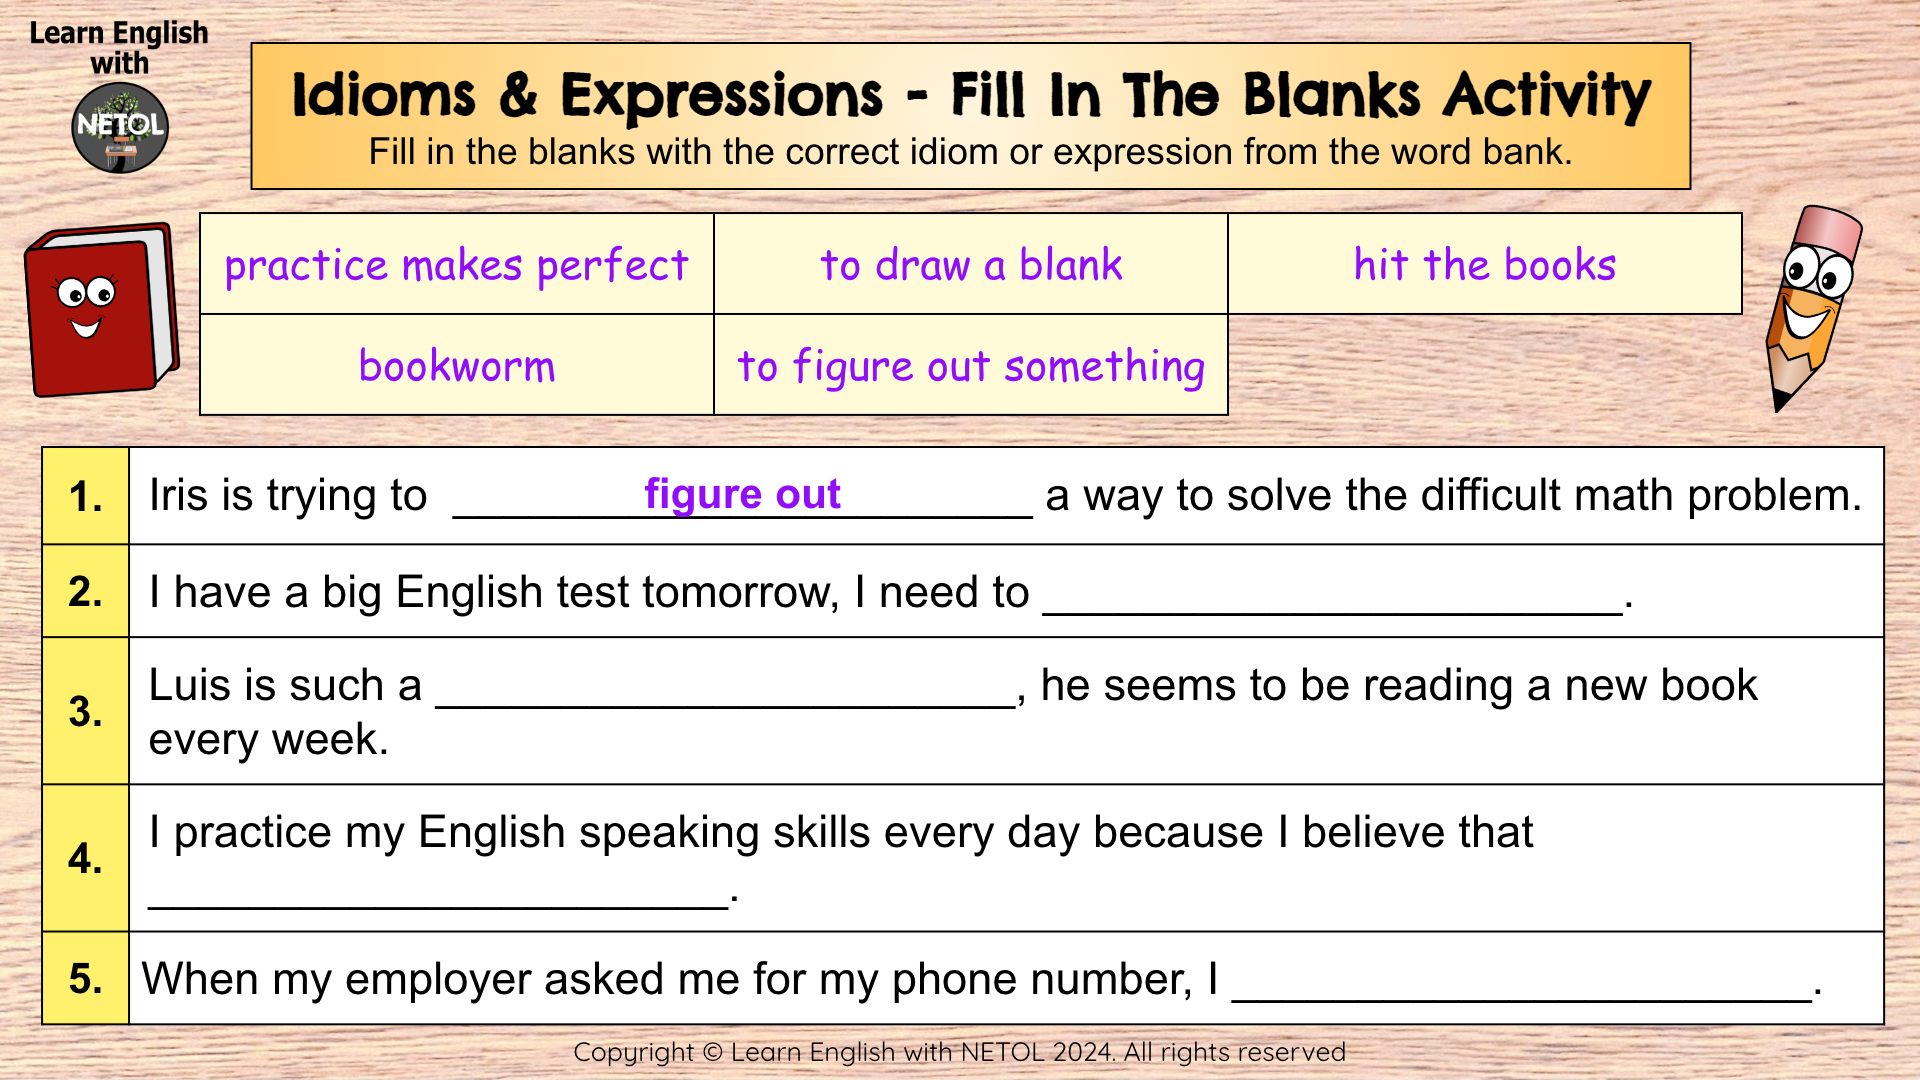 Learn English
with
NETOL
Idioms & Expressions - Fill In The Blanks Activity
Fill in the blanks with the correct idiom or expression from the word bank.
practice makes perfect
to draw a blank
hit the books
bookworm
to figure out something
1. Iris is trying to figure out a way to solve the difficult math problem.
2. I have a big English test tomorrow, I need to _______________________.
3. Luis is such a _______________________, he seems to be reading a new book
every week.
4. I practice my English speaking skills every day because I believe that
_______________________.
5. When my employer asked me for my phone number, I _______________________.
Copyright © Learn English with NETOL 2024. All rights reserved